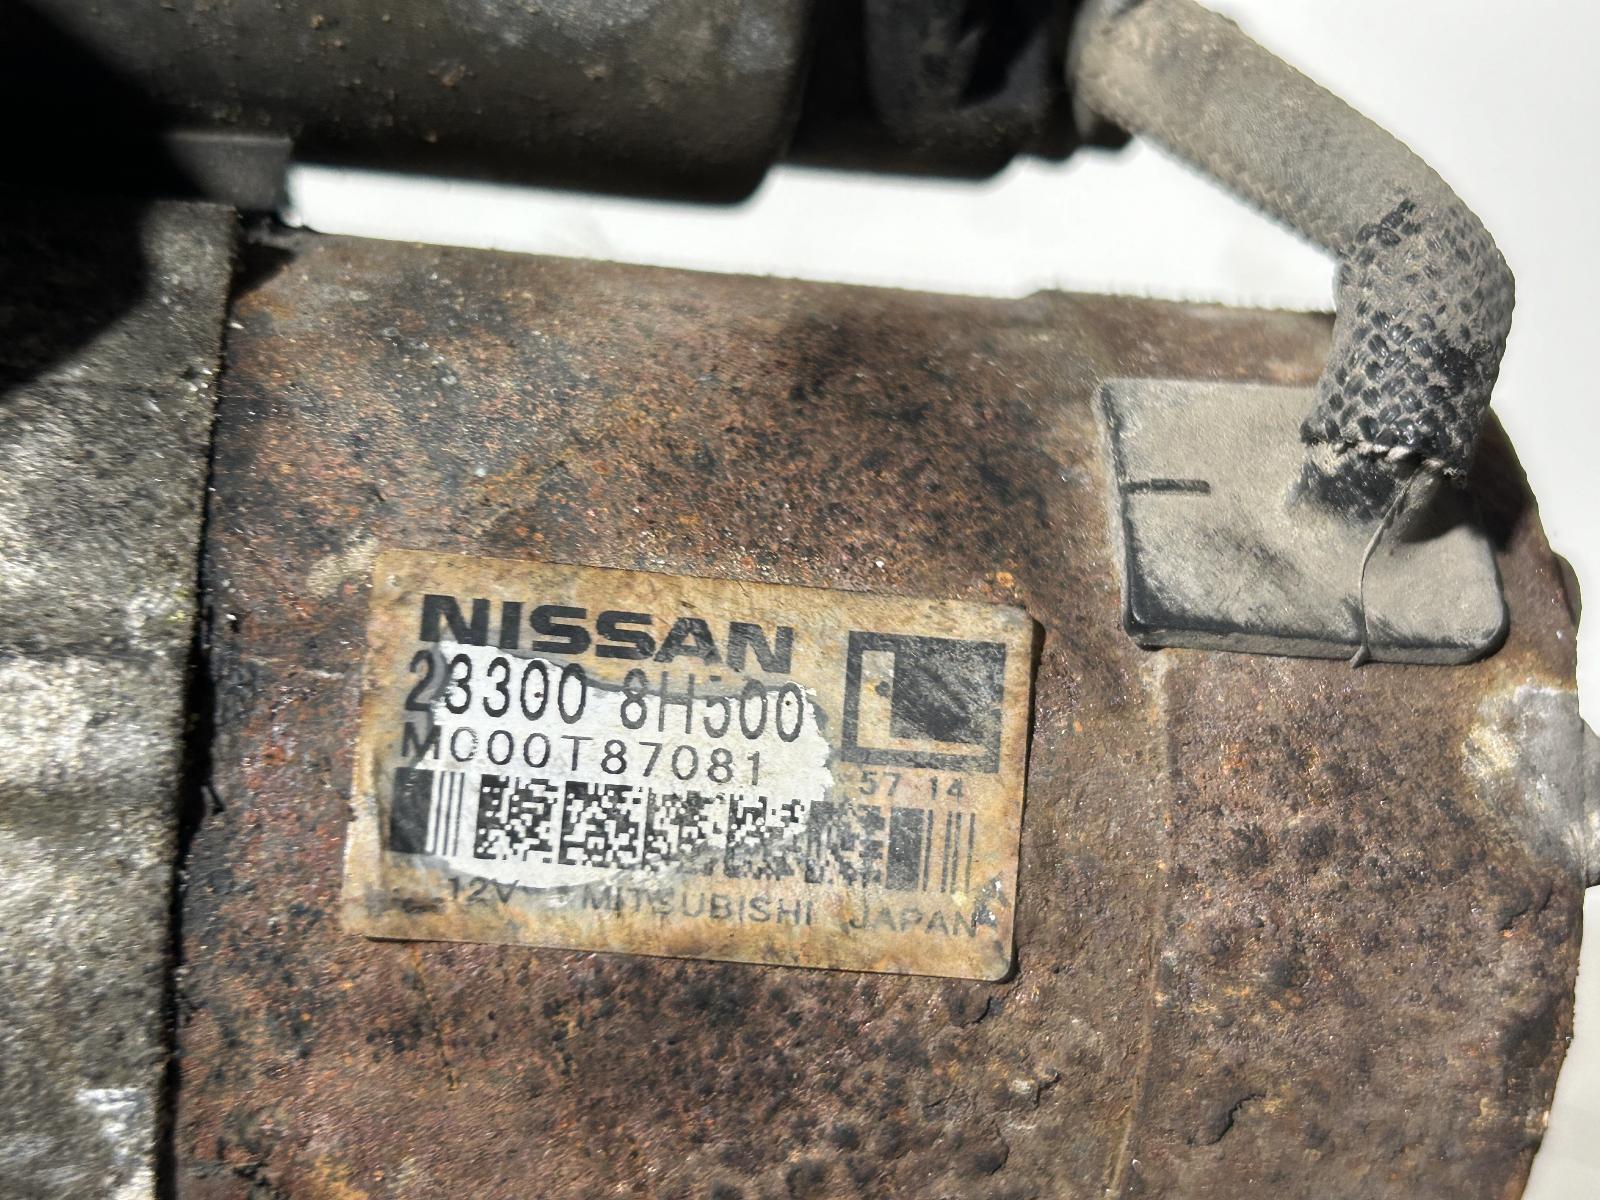 NISSAN
23300 8H500
L
M000T87081
57 14
12V MITSUBISHI JAPAN